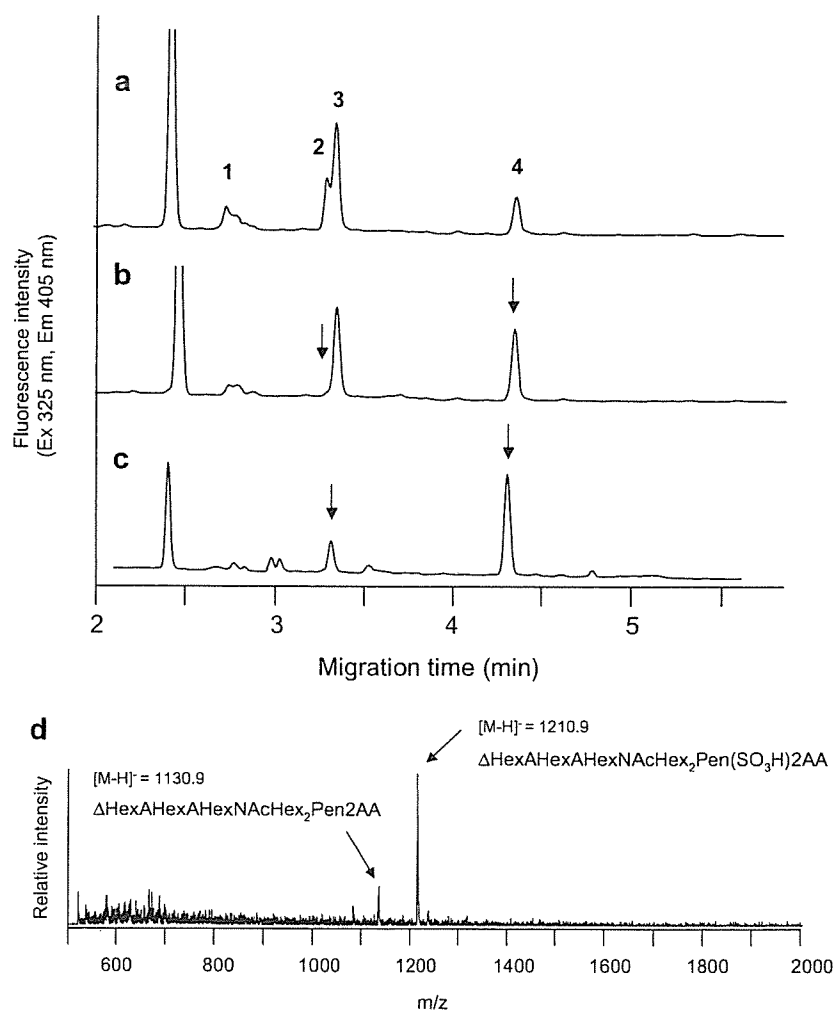 a
1
2
3
4
b
c
Fluorescence intensity
(Ex 325 nm, Em 405 nm)
2
3
4
5
Migration time (min)
d
[M-H]⁻ = 1210.9
ΔHexAHexAHexNAcHex₂Pen(SO₃H)2AA
[M-H]⁻ = 1130.9
ΔHexAHexAHexNAcHex₂Pen2AA
Relative intensity
600
800
1000
1200
1400
1600
1800
2000
m/z